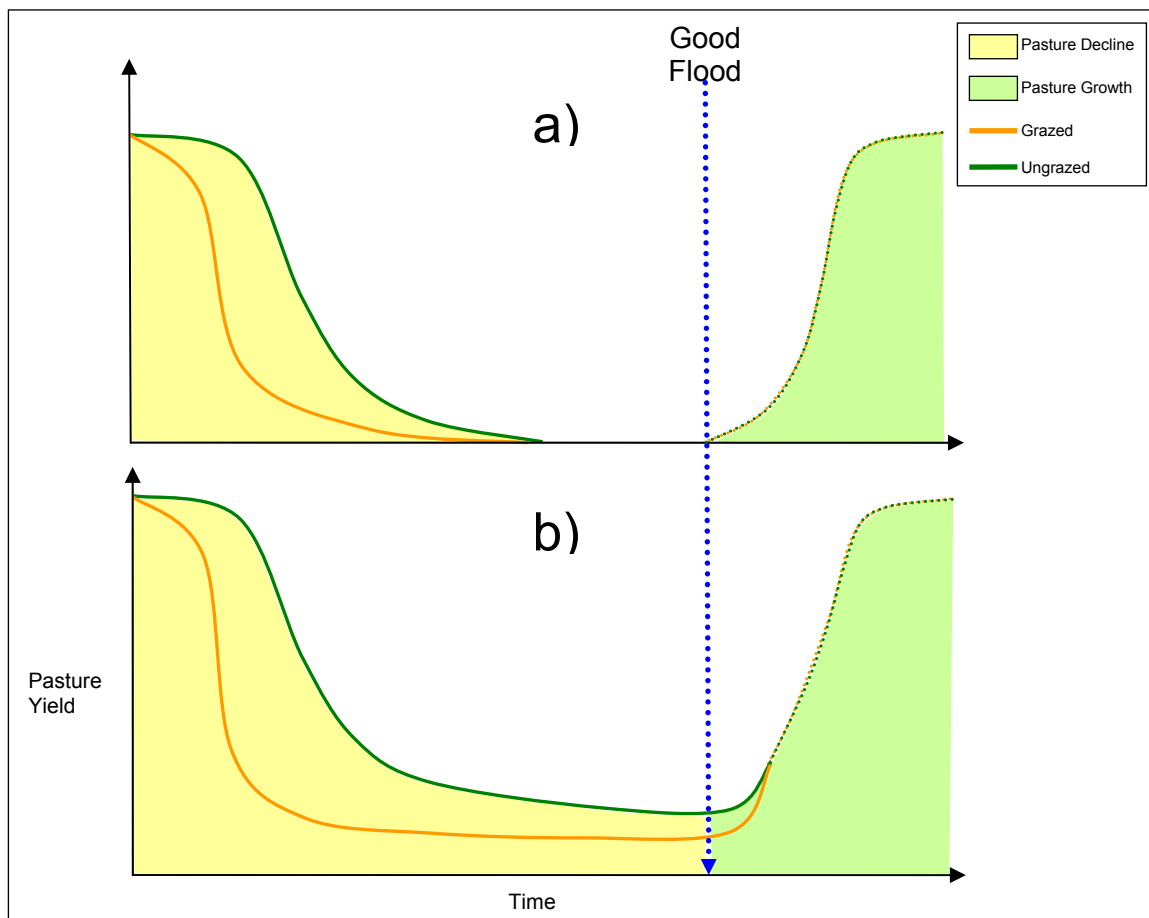 Good
Flood
Pasture Decline
Pasture Growth
Grazed
Ungrazed
a)
b)
Pasture
Yield
Time